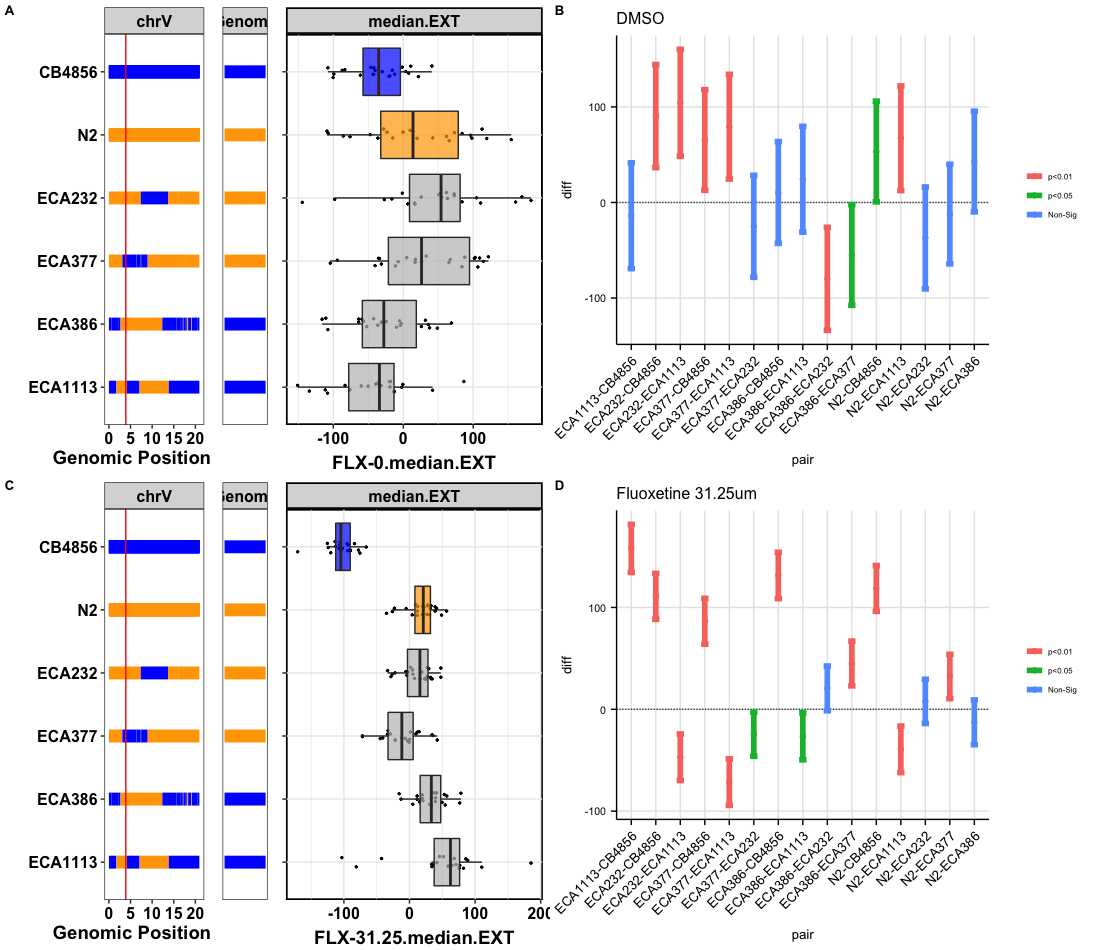 A
chrV
Genom
median.EXT
CB4856
N2
ECA232
ECA377
ECA386
ECA1113
0 5 10 15 20
Genomic Position
-100 0 100
FLX-0.median.EXT
B
DMSO
100
0
-100
diff
ECA1113-CB4856
ECA232-CB4856
ECA232-ECA1113
ECA377-CB4856
ECA377-ECA1113
ECA377-ECA232
ECA386-CB4856
ECA386-ECA1113
ECA386-ECA232
ECA386-ECA377
N2-CB4856
N2-ECA1113
N2-ECA232
N2-ECA377
N2-ECA386
pair
p<0.01
p<0.05
Non-Sig
C
chrV
Genom
median.EXT
CB4856
N2
ECA232
ECA377
ECA386
ECA1113
0 5 10 15 20
Genomic Position
-100 0 100 200
FLX-31.25.median.EXT
D
Fluoxetine 31.25um
100
0
-100
diff
ECA1113-CB4856
ECA232-CB4856
ECA232-ECA1113
ECA377-CB4856
ECA377-ECA1113
ECA377-ECA232
ECA386-CB4856
ECA386-ECA1113
ECA386-ECA232
ECA386-ECA377
N2-CB4856
N2-ECA1113
N2-ECA232
N2-ECA377
N2-ECA386
pair
p<0.01
p<0.05
Non-Sig